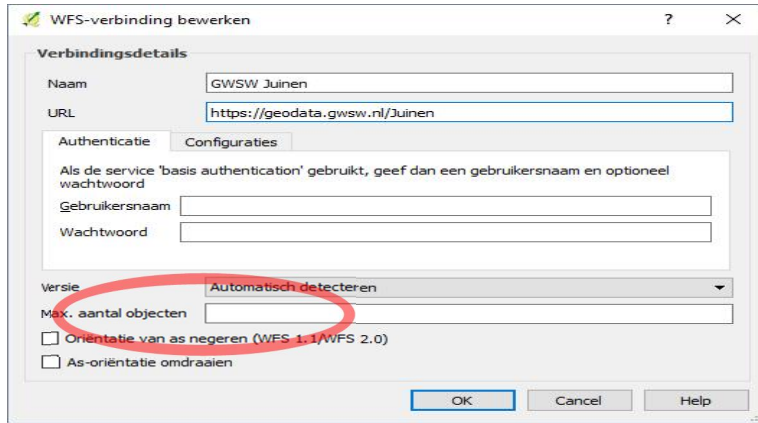 WFS-verbinding bewerken ?
Verbindingsdetails
Naam GWSW Juinen
URL https://geodata.gwsw.nl/Juinen
Authenticatie Configuraties
Als de service 'basis authentication' gebruikt, geef dan een gebruikersnaam en optioneel
wachtwoord
Gebruikersnaam
Wachtwoord
Versie Automatisch detecteren
Max. aantal objecten
Oriëntatie van as negeren (WFS 1.1/WFS 2.0)
As-oriëntatie omdraaien
OK Cancel Help